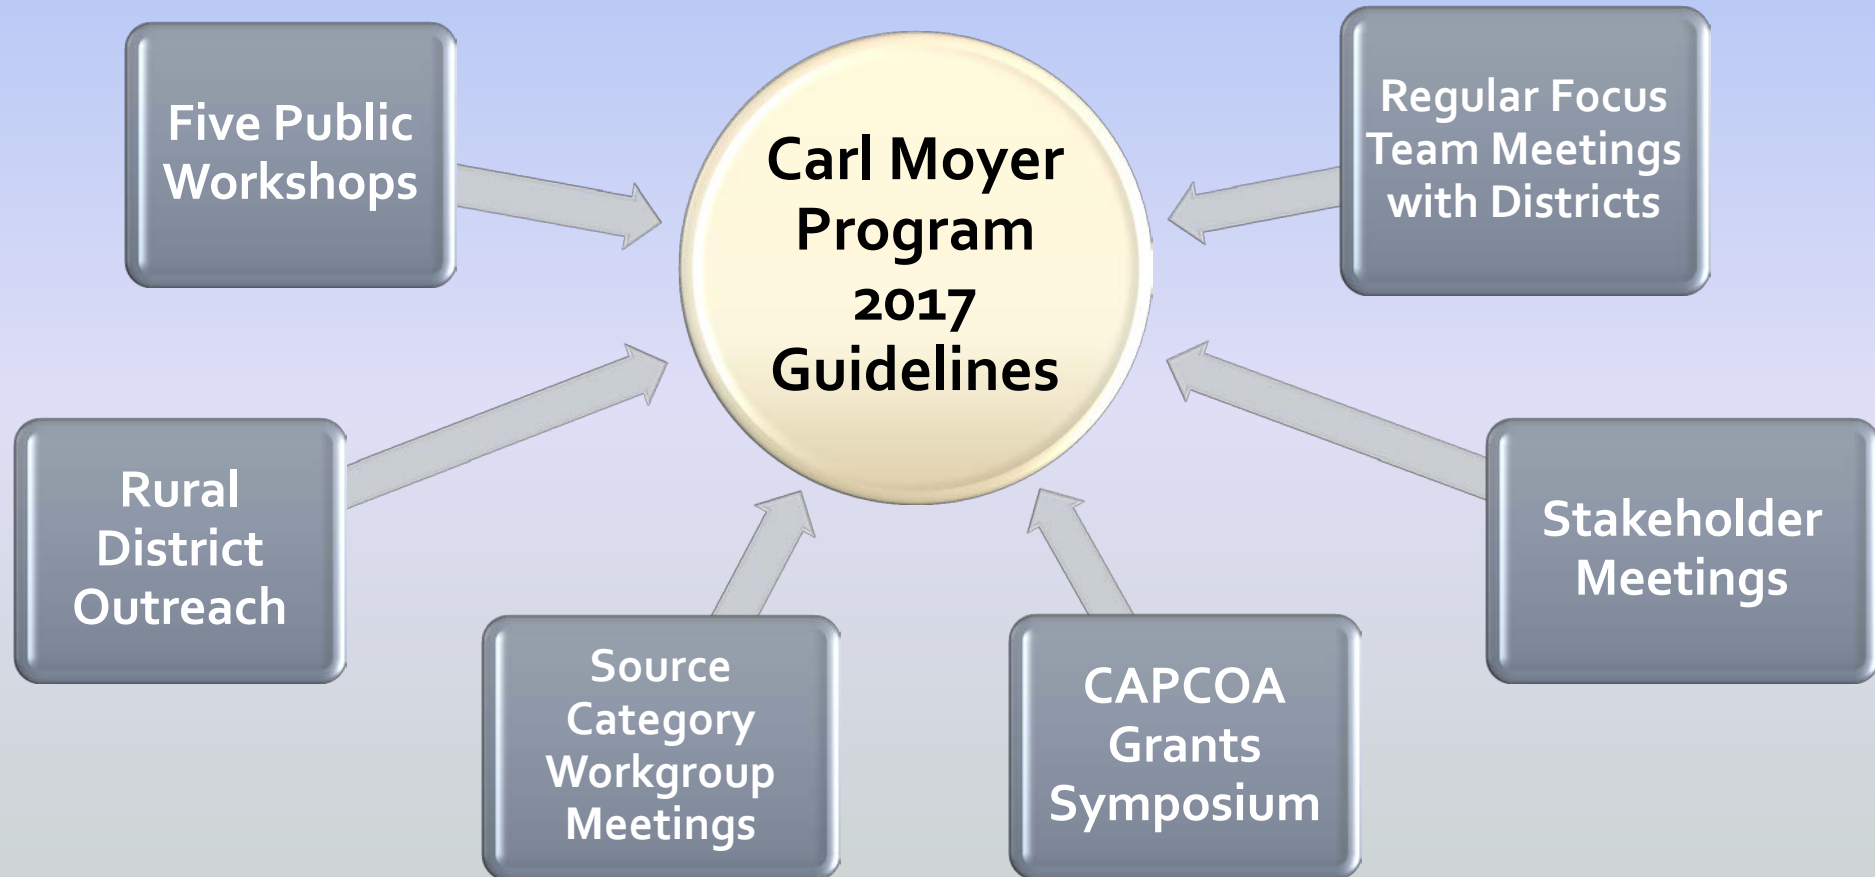 Five Public
Workshops
Carl Moyer
Program
2017
Guidelines
Regular Focus
Team Meetings
with Districts
Rural
District
Outreach
Source
Category
Workgroup
Meetings
CAPCOA
Grants
Symposium
Stakeholder
Meetings